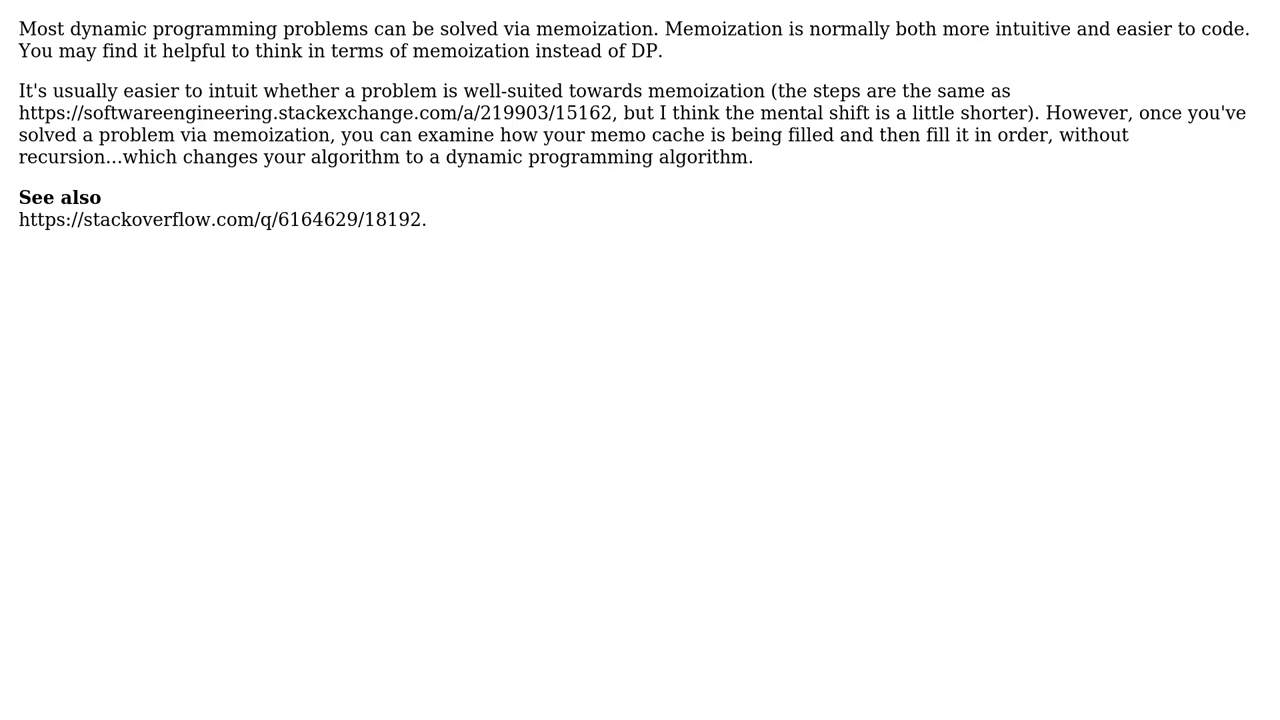 Most dynamic programming problems can be solved via memoization. Memoization is normally both more intuitive and easier to code.
You may find it helpful to think in terms of memoization instead of DP.
It's usually easier to intuit whether a problem is well-suited towards memoization (the steps are the same as
https://softwareengineering.stackexchange.com/a/219903/15162, but I think the mental shift is a little shorter). However, once you've
solved a problem via memoization, you can examine how your memo cache is being filled and then fill it in order, without
recursion...which changes your algorithm to a dynamic programming algorithm.
See also
https://stackoverflow.com/q/6164629/18192.